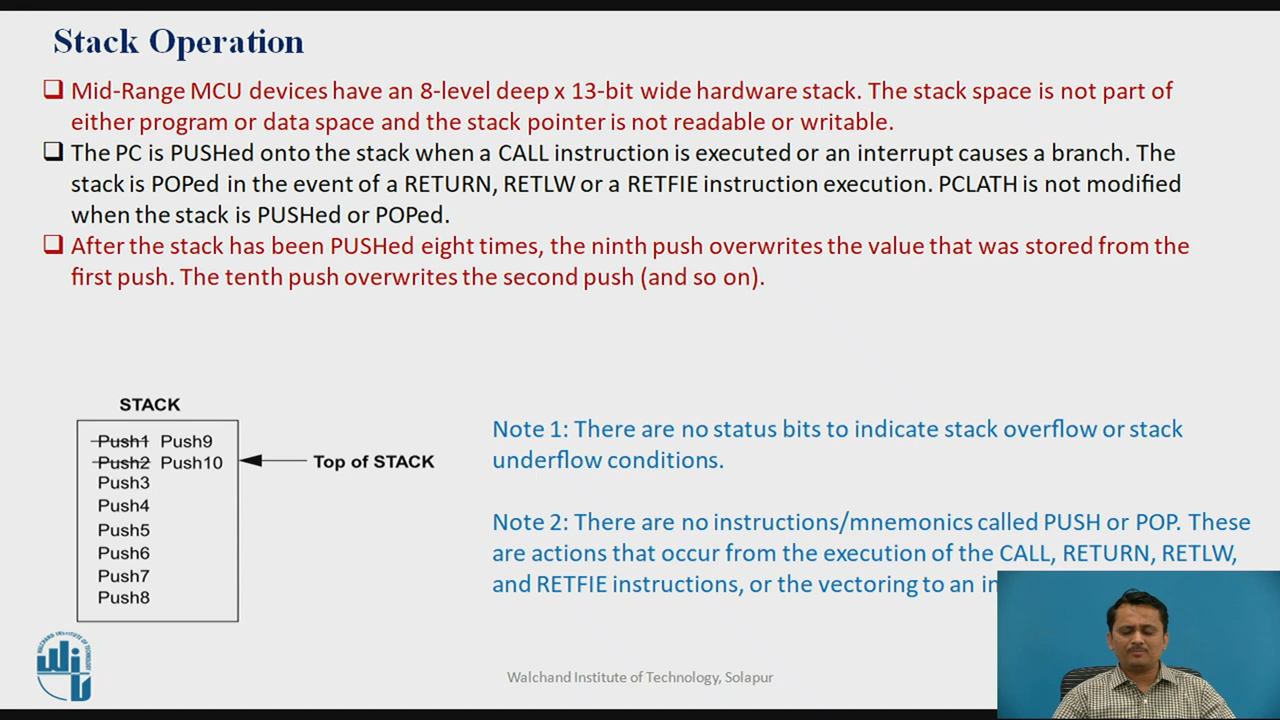 Stack Operation
Mid-Range MCU devices have an 8-level deep x 13-bit wide hardware stack. The stack space is not part of
either program or data space and the stack pointer is not readable or writable.
The PC is PUSHed onto the stack when a CALL instruction is executed or an interrupt causes a branch. The
stack is POPed in the event of a RETURN, RETLW or a RETFIE instruction execution. PCLATH is not modified
when the stack is PUSHed or POPed.
After the stack has been PUSHed eight times, the ninth push overwrites the value that was stored from the
first push. The tenth push overwrites the second push (and so on).
STACK
Push1 Push9
Push2 Push10
Top of STACK
Push3
Push4
Push5
Push6
Push7
Push8
Note 1: There are no status bits to indicate stack overflow or stack
underflow conditions.
Note 2: There are no instructions/mnemonics called PUSH or POP. These
are actions that occur from the execution of the CALL, RETURN, RETLW,
and RETFIE instructions, or the vectoring to an
WALCHAND INSTITUTE OF TECHNOLOGY
Walchand Institute of Technology, Solapur